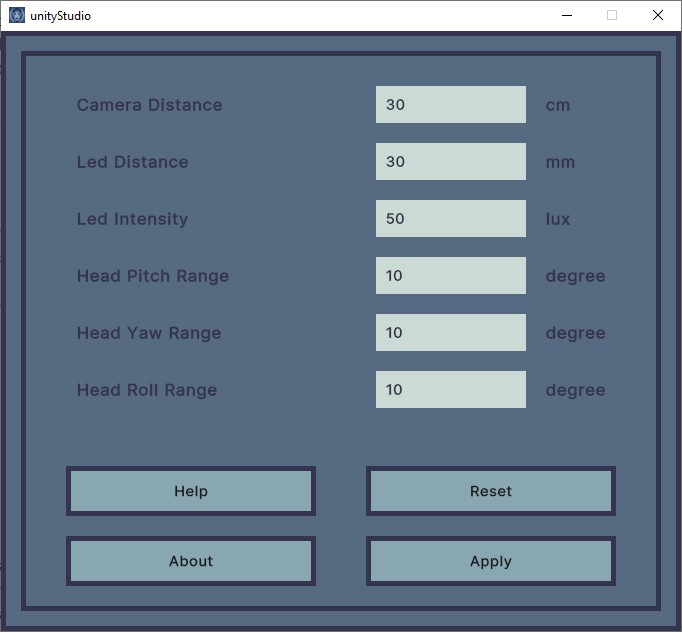 unityStudio
Camera Distance 30 cm
Led Distance 30 mm
Led Intensity 50 lux
Head Pitch Range 10 degree
Head Yaw Range 10 degree
Head Roll Range 10 degree
Help Reset
About Apply